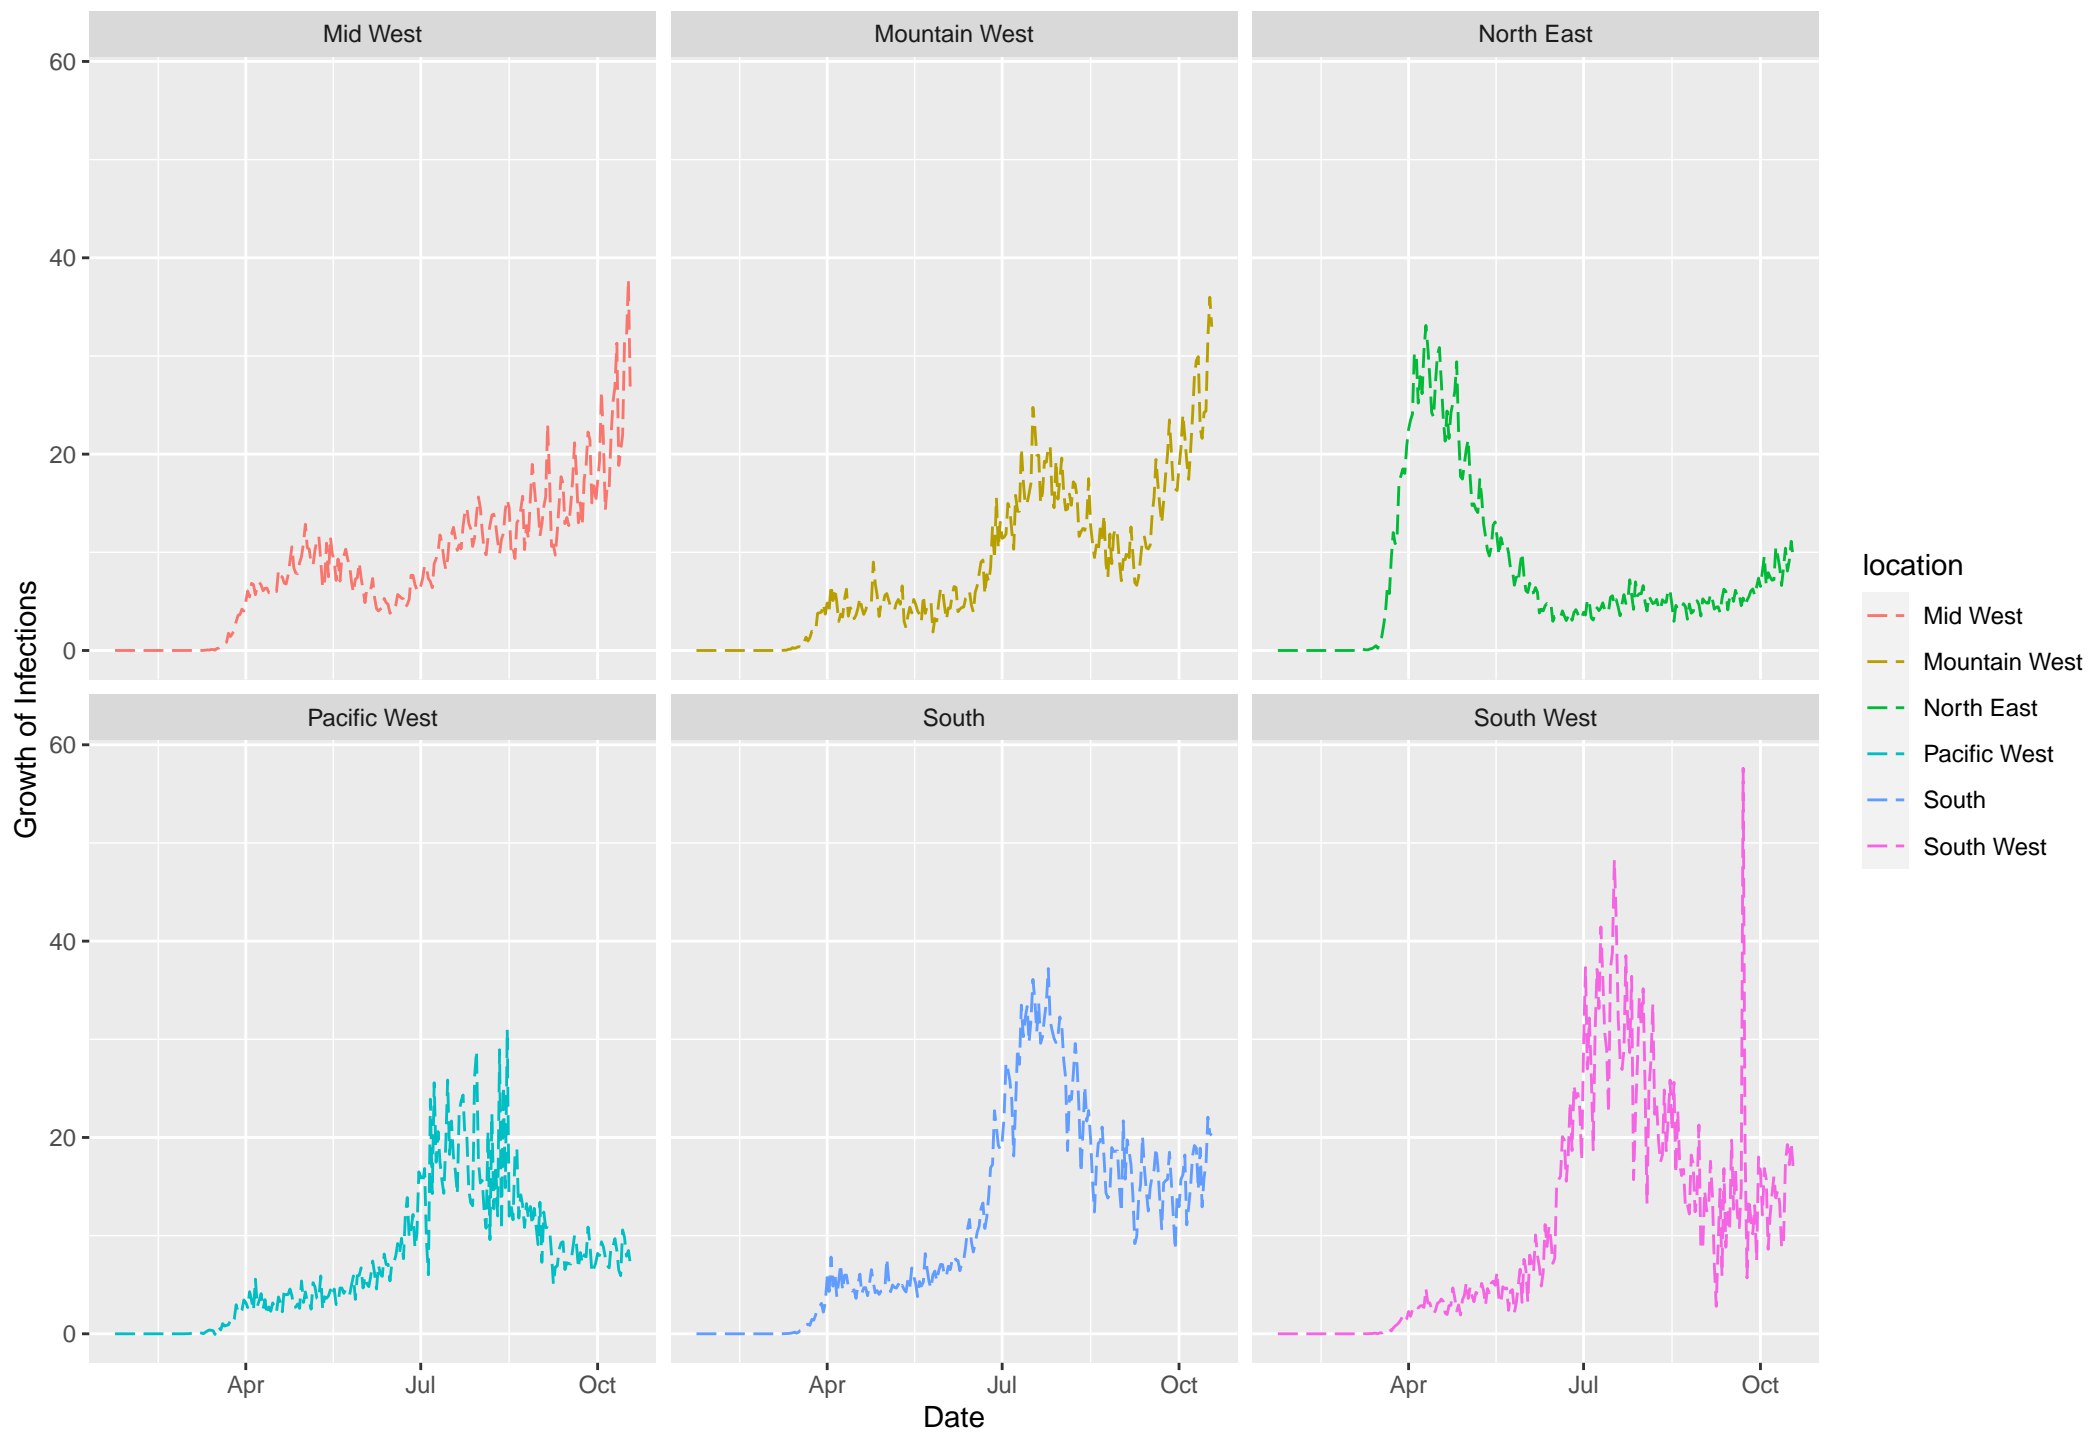 Mid West
Mountain West
North East
60
40
20
0
Pacific West
South
South West
60
40
20
0
Apr
Jul
Oct
Apr
Jul
Oct
Apr
Jul
Oct
Date
Growth of Infections
location
Mid West
Mountain West
North East
Pacific West
South
South West